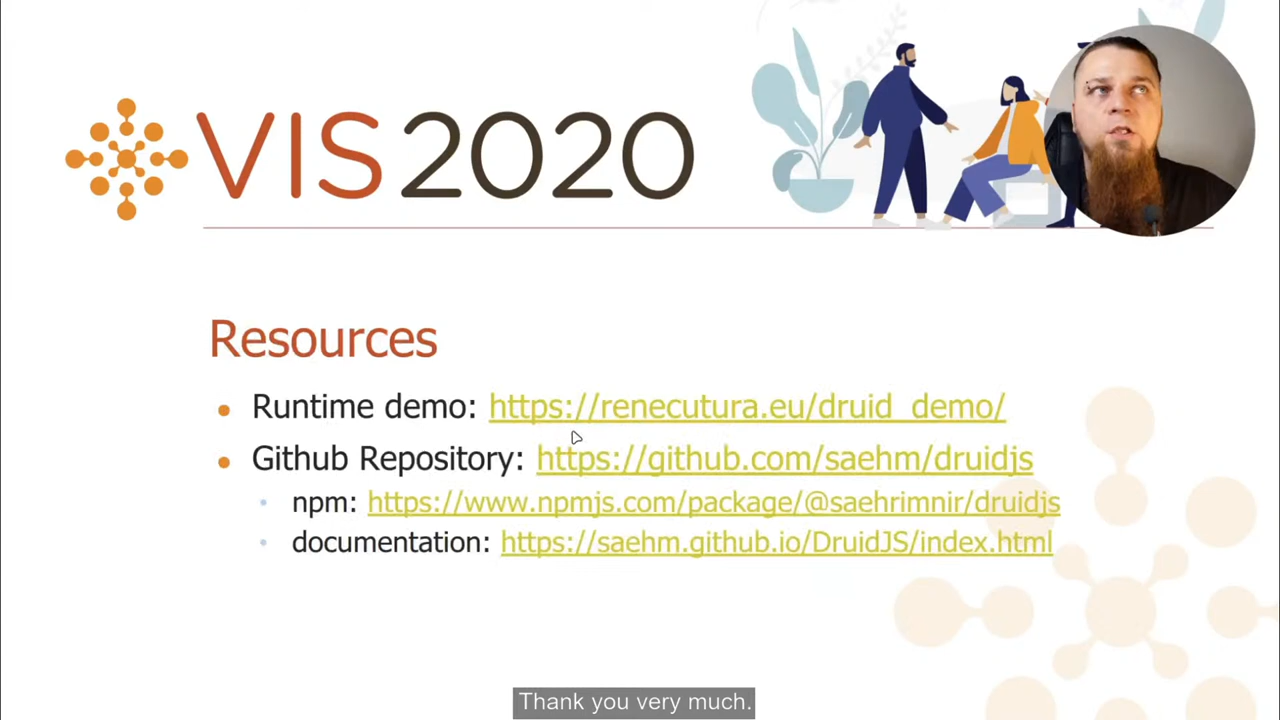 VIS2020
Resources
Runtime demo: https://renecutura.eu/druid_demo/
Github Repository: https://github.com/saehm/druidjs
npm: https://www.npmjs.com/package/@saehrimnir/druidjs
documentation: https://saehm.github.io/DruidJS/index.html
Thank you very much.